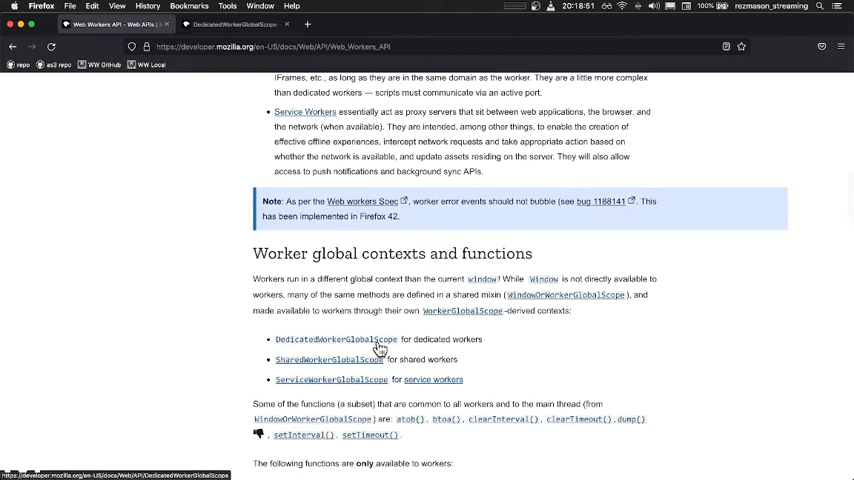 Firefox File Edit View History Bookmarks Tools Window Help 100% 20:18:51 rezmason_streaming
Web Workers API - Web APIs | DedicatedWorkerGlobalScope
https://developer.mozilla.org/en-US/docs/Web/API/Web_Workers_API
repo as3 repo WW GitHub WW Local
IFrames, etc., as long as they are in the same domain as the worker. They are a little more complex
than dedicated workers — scripts must communicate via an active port.
Service Workers essentially act as proxy servers that sit between web applications, the browser, and
the network (when available). They are intended, among other things, to enable the creation of
effective offline experiences, intercept network requests and take appropriate action based on
whether the network is available, and update assets residing on the server. They will also allow
access to push notifications and background sync APIs.
Note: As per the Web workers Spec, worker error events should not bubble (see bug 1188141. This
has been implemented in Firefox 42.
Worker global contexts and functions
Workers run in a different global context than the current window! While Window is not directly available to
workers, many of the same methods are defined in a shared mixin (WindowOrWorkerGlobalScope), and
made available to workers through their own WorkerGlobalScope-derived contexts:
DedicatedWorkerGlobalScope for dedicated workers
SharedWorkerGlobalScope for shared workers
ServiceWorkerGlobalScope for service workers
Some of the functions (a subset) that are common to all workers and to the main thread (from
WindowOrWorkerGlobalScope) are: atob(), btoa(), clearInterval(), clearTimeout(), dump()
, setInterval(), setTimeout().
The following functions are only available to workers:
https://developer.mozilla.org/en-US/docs/Web/API/DedicatedWorkerGlobalScope